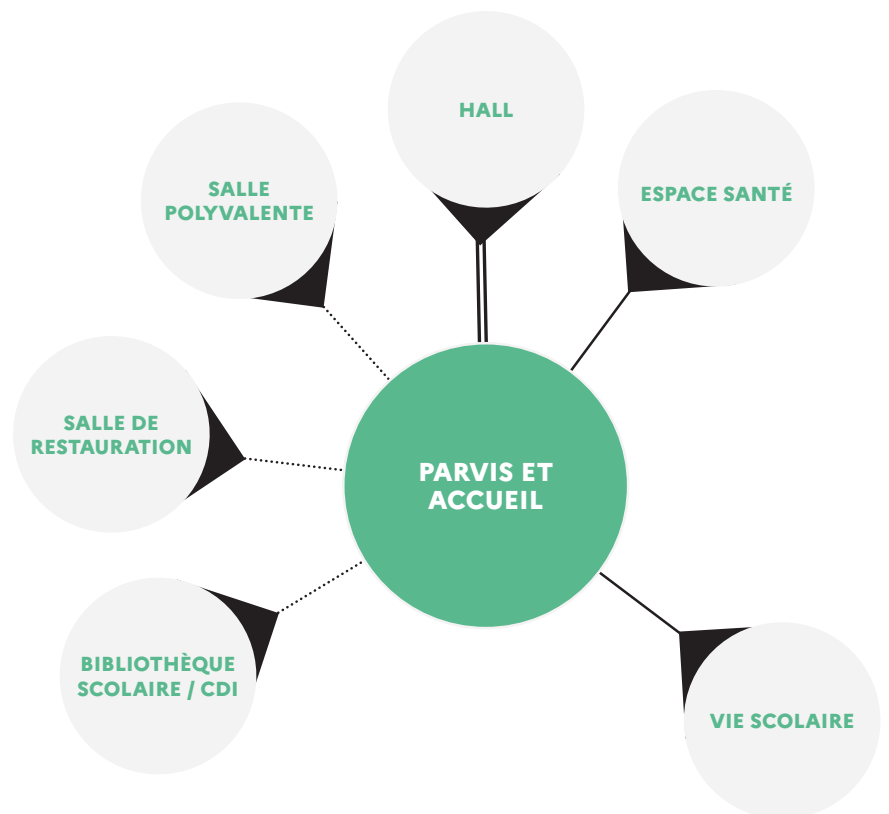 HALL
SALLE
POLYVALENTE
ESPACE SANTÉ
SALLE DE
RESTAURATION
PARVIS ET
ACCUEIL
BIBLIOTHÈQUE
SCOLAIRE / CDI
VIE SCOLAIRE